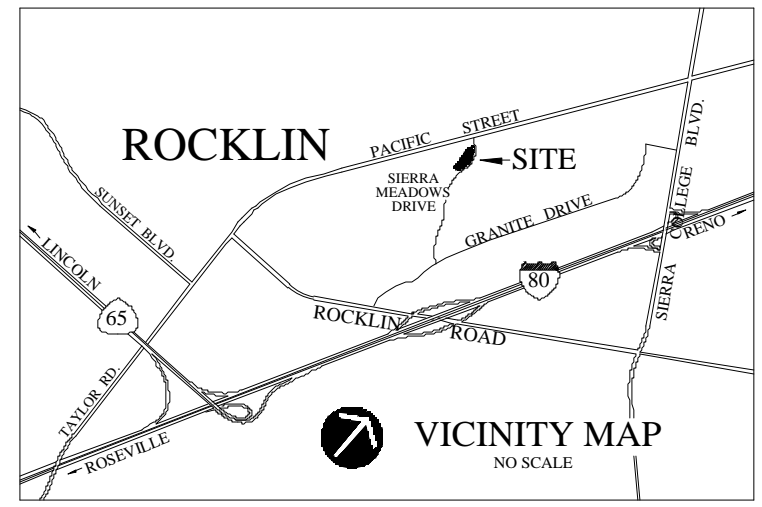 ROCKLIN
PACIFIC STREET
SITE
SIERRA
MEADOWS
DRIVE
SUNSET BLVD.
LINCOLN
65
GRANITE DRIVE
SIERRA COLLEGE BLVD.
RENO
80
ROCKLIN ROAD
TAYLOR RD.
ROSEVILLE
VICINITY MAP
NO SCALE